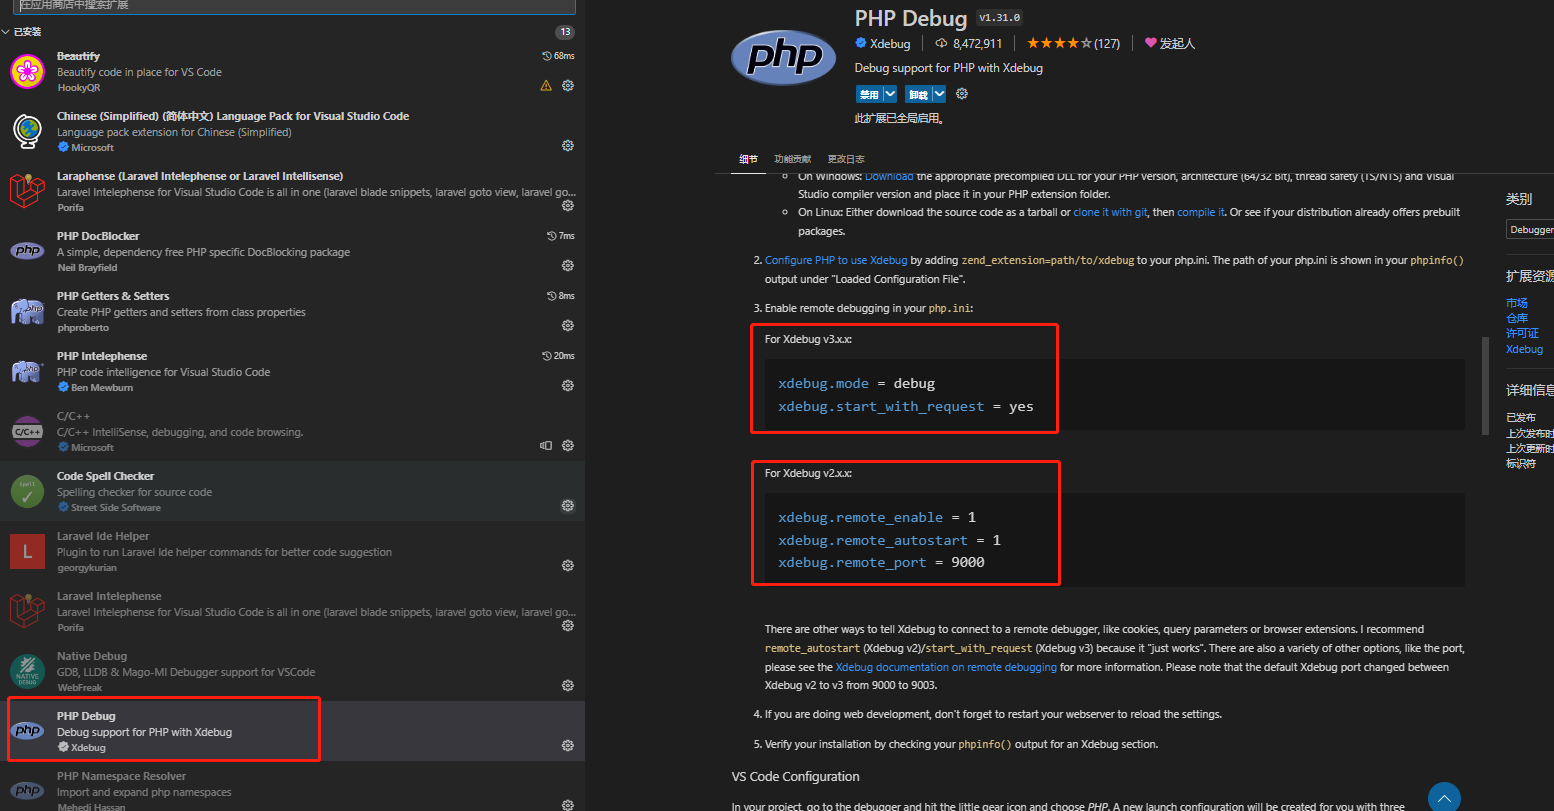 在应用商店中搜索扩展
已安装
13
Beautify
68ms
Beautify code in place for VS Code
HookyQR
Chinese (Simplified) (简体中文) Language Pack for Visual Studio Code
Language pack extension for Chinese (Simplified)
Microsoft
Laraphense (Laravel Intelephense or Laravel Intellisense)
Laravel Intelephense for Visual Studio Code is all in one (laravel blade snippets, laravel goto view, laravel go...
Porifa
php
PHP DocBlocker
7ms
A simple, dependency free PHP specific DocBlocking package
Neil Brayfield
php
PHP Getters & Setters
8ms
Create PHP getters and setters from class properties
phproberto
php
PHP Intelephense
20ms
PHP code intelligence for Visual Studio Code
Ben Mewburn
C/C++
C/C++
C/C++ IntelliSense, debugging, and code browsing.
Microsoft
Spell
Code Spell Checker
Spelling checker for source code
Street Side Software
L
Laravel Ide Helper
Plugin to run Laravel Ide helper commands for better code suggestion
georgykurian
Laravel Intelephense
Laravel Intelephense for Visual Studio Code is all in one (laravel blade snippets, laravel goto view, laravel go...
Porifa
NATIVE
DEBUG
Native Debug
GDB, LLDB & Mago-MI Debugger support for VSCode
WebFreak
php
PHP Debug
Debug support for PHP with Xdebug
Xdebug
php
PHP Namespace Resolver
Import and expand php namespaces
Mehedi Hassan
php
PHP Debug
v1.31.0
Xdebug
8,472,911
(127)
发起人
Debug support for PHP with Xdebug
禁用
卸载
此扩展已全局启用。
细节
功能贡献
更改日志
On Windows: Download the appropriate precompiled DLL for your PHP version, architecture (64/32 Bit), thread safety (TS/NTS) and Visual
Studio compiler version and place it in your PHP extension folder.
On Linux: Either download the source code as a tarball or clone it with git, then compile it. Or see if your distribution already offers prebuilt
packages.
2. Configure PHP to use Xdebug by adding zend_extension=path/to/xdebug to your php.ini. The path of your php.ini is shown in your phpinfo()
output under "Loaded Configuration File".
3. Enable remote debugging in your php.ini:
For Xdebug v3.x.x:
xdebug.mode = debug
xdebug.start_with_request = yes
For Xdebug v2.x.x:
xdebug.remote_enable = 1
xdebug.remote_autostart = 1
xdebug.remote_port = 9000
There are other ways to tell Xdebug to connect to a remote debugger, like cookies, query parameters or browser extensions. I recommend
remote_autostart (Xdebug v2)/start_with_request (Xdebug v3) because it "just works". There are also a variety of other options, like the port,
please see the Xdebug documentation on remote debugging for more information. Please note that the default Xdebug port changed between
Xdebug v2 to v3 from 9000 to 9003.
4. If you are doing web development, don't forget to restart your webserver to reload the settings.
5. Verify your installation by checking your phpinfo() output for an Xdebug section.
VS Code Configuration
In your project, go to the debugger and hit the little gear icon and choose PHP. A new launch configuration will be created for you with three
类别
Debugger
扩展资源
市场
仓库
许可证
Xdebug
详细信息
已发布
上次发布时
上次更新时
标识符